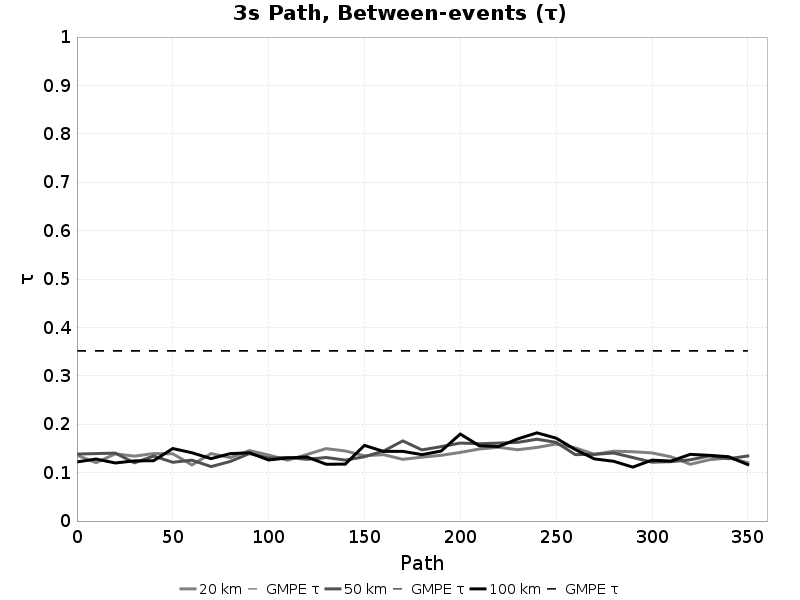 3s Path, Between-events (τ)
1
0.9
0.8
0.7
0.6
0.5
0.4
0.3
0.2
0.1
0
τ
0 50 100 150 200 250 300 350
Path
20 km GMPE τ 50 km GMPE τ 100 km GMPE τ